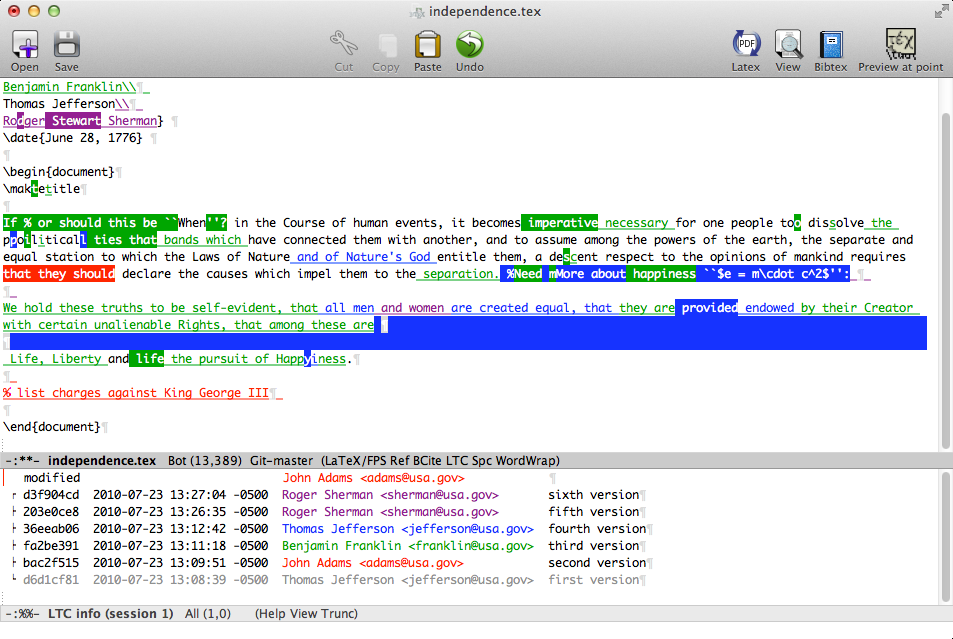 independence.tex
Open Save Cut Copy Paste Undo PDF Latex View Bibtex Preview at point
Benjamin Franklin\\¶
Thomas Jefferson\\¶
Rodger Stewart Sherman} ¶
\date{June 28, 1776} ¶
¶
\begin{document}¶
\maktetitle¶
¶
If % or should this be ``When''? in the Course of human events, it becomes imperative necessary for one people too dissolve the
ppoilitical1 ties that bands which have connected them with another, and to assume among the powers of the earth, the separate and
equal station to which the Laws of Nature and of Nature's God entitle them, a descent respect to the opinions of mankind requires
that they should declare the causes which impel them to the separation. %Need mMore about happiness ``$e = m\cdot c^2$'':¶
¶
We hold these truths to be self-evident, that all men and women are created equal, that they are provided endowed by their Creator
with certain unalienable Rights, that among these are ¶
¶
Life, Liberty and life the pursuit of Happyiness.¶
¶
% list charges against King George III¶
¶
\end{document}¶
-:**- independence.tex Bot (13,389) Git-master (LaTeX/FPS Ref BCite LTC Spc WordWrap)
modified John Adams <adams@usa.gov> ¶
d3f904cd 2010-07-23 13:27:04 -0500 Roger Sherman <sherman@usa.gov> sixth version¶
203e0ce8 2010-07-23 13:26:35 -0500 Roger Sherman <sherman@usa.gov> fifth version¶
36eeab06 2010-07-23 13:12:42 -0500 Thomas Jefferson <jefferson@usa.gov> fourth version¶
fa2be391 2010-07-23 13:11:18 -0500 Benjamin Franklin <franklin@usa.gov> third version¶
bac2f515 2010-07-23 13:09:51 -0500 John Adams <adams@usa.gov> second version¶
d6d1cf81 2010-07-23 13:08:39 -0500 Thomas Jefferson <jefferson@usa.gov> first version¶
-:%%- LTC info (session 1) All (1,0) (Help View Trunc)